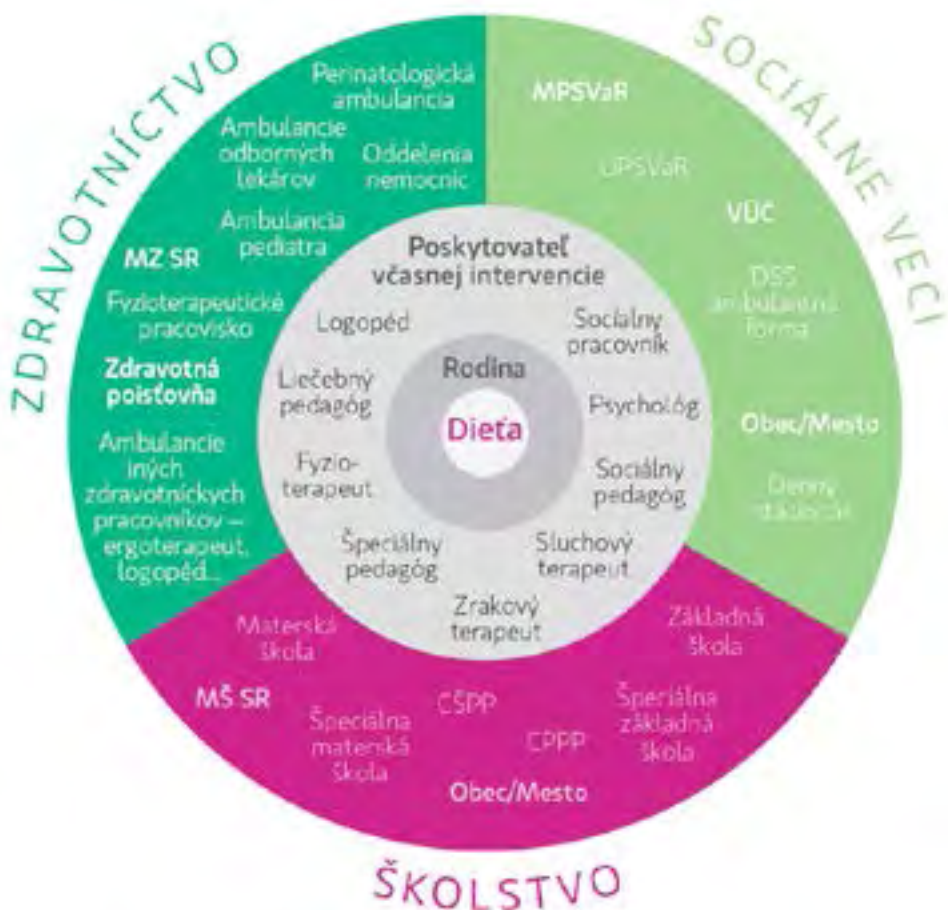 ZDRAVOTNÍCTVO
Perinatologická
ambulancia
Ambulancie
odborných
lekárov
Oddelenia
nemocníc
Ambulancia
pediatra
MZ SR
Fyzioterapeutické
pracovisko
Zdravotná
poisťovňa
Ambulancie
iných
zdravotníckych
pracovníkov –
ergoterapeut,
logopéd...
SOCIÁLNE VECI
MPSVaR
ÚPSVaR
VÚC
DSS
ambulantná
forma
Obec/Mesto
Denný
stacionár
Poskytovateľ
včasnej intervencie
Logopéd
Sociálny
pracovník
Liečebný
pedagóg
Rodina
Psychológ
Dieťa
Fyzio-
terapeut
Sociálny
pedagóg
Špeciálny
pedagóg
Sluchový
terapeut
Zrakový
terapeut
Materská
škola
Základná
škola
MŠ SR
Špeciálna
materská
škola
CŠPP
CPPP
Špeciálna
základná
škola
Obec/Mesto
ŠKOLSTVO